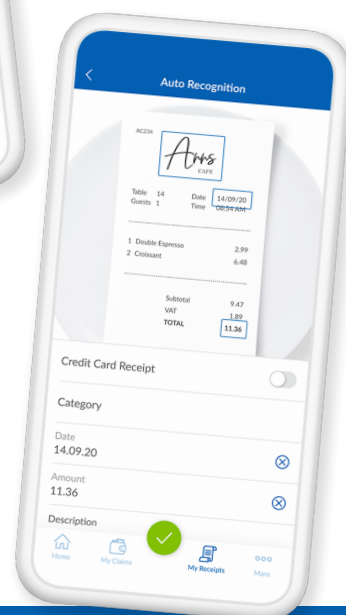 Auto Recognition
AC234
Anns
CAFE
Table 14 Date 14/09/20
Guests 1 Time 08:54 AM
1 Double Espresso 2.99
2 Croissant 6.48
Subtotal 9.47
VAT 1.89
TOTAL 11.36
Credit Card Receipt
Category
Date
14.09.20
Amount
11.36
Description
Home My Claims My Receipts More